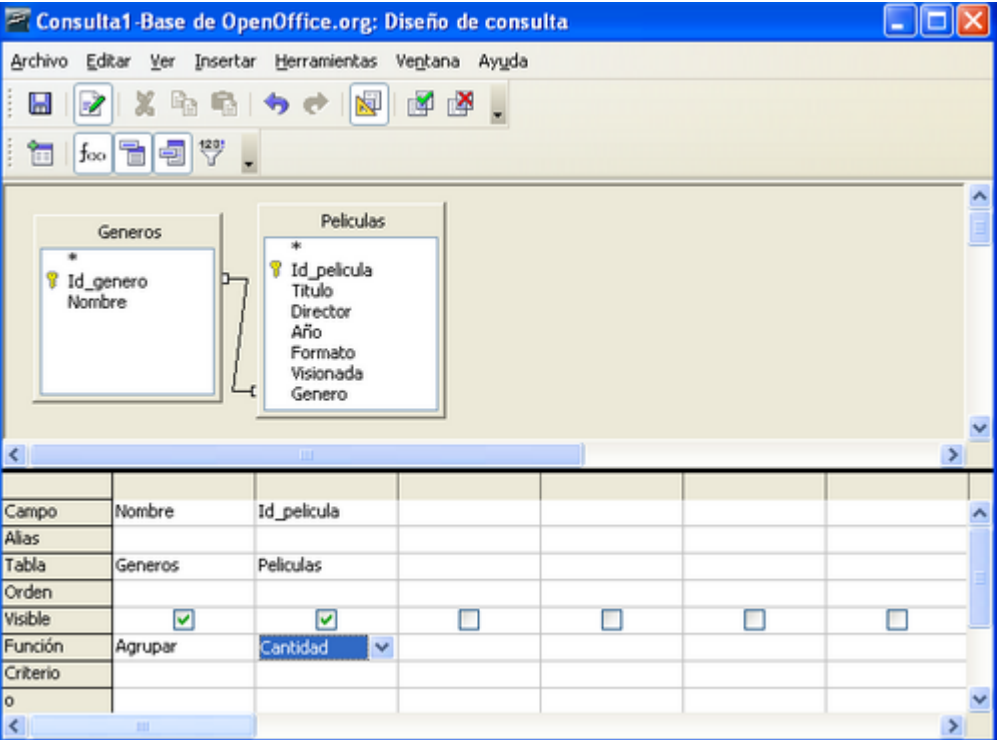 Consulta1-Base de OpenOffice.org: Diseño de consulta
Archivo Editar Ver Insertar Herramientas Ventana Ayuda
f(x) 123!
Generos
*
Id_genero
Nombre
Peliculas
*
Id_pelicula
Titulo
Director
Año
Formato
Visionada
Genero
Campo Nombre Id_pelicula
Alias
Tabla Generos Peliculas
Orden
Visible
Función Agrupar Cantidad
Criterio
o